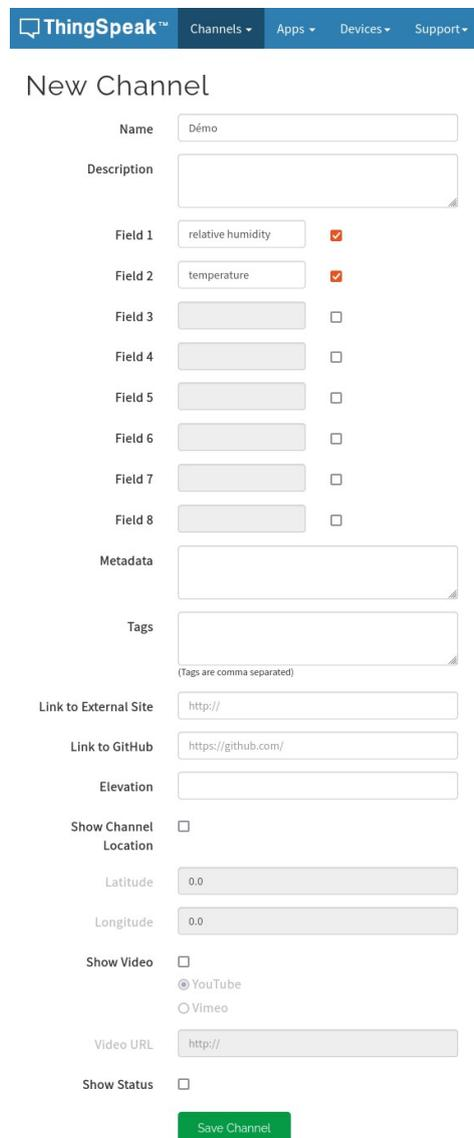 ThingSpeak™ Channels Apps Devices Support
New Channel
Name Démo
Description
Field 1 relative humidity
Field 2 temperature
Field 3
Field 4
Field 5
Field 6
Field 7
Field 8
Metadata
Tags
(Tags are comma separated)
Link to External Site http://
Link to GitHub https://github.com/
Elevation
Show Channel
Location
Latitude 0.0
Longitude 0.0
Show Video
YouTube
Vimeo
Video URL http://
Show Status
Save Channel